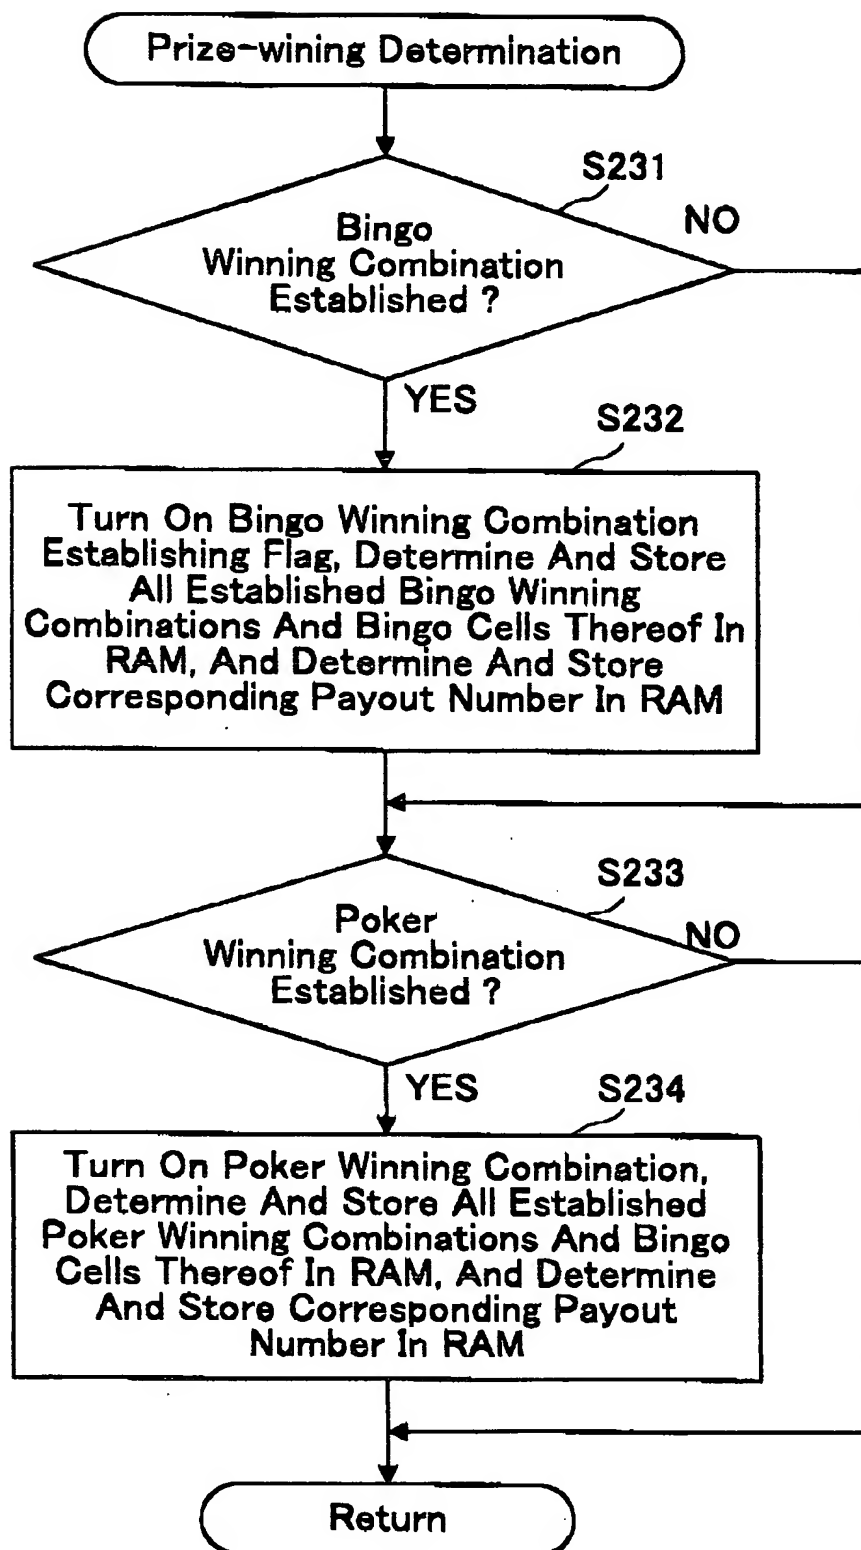 Prize-wining Determination
S231
NO
Bingo
Winning Combination
Established ?
YES
S232
Turn On Bingo Winning Combination
Establishing Flag, Determine And Store
All Established Bingo Winning
Combinations And Bingo Cells Thereof In
RAM, And Determine And Store
Corresponding Payout Number In RAM
S233
NO
Poker
Winning Combination
Established ?
YES
S234
Turn On Poker Winning Combination,
Determine And Store All Established
Poker Winning Combinations And Bingo
Cells Thereof In RAM, And Determine
And Store Corresponding Payout
Number In RAM
Return